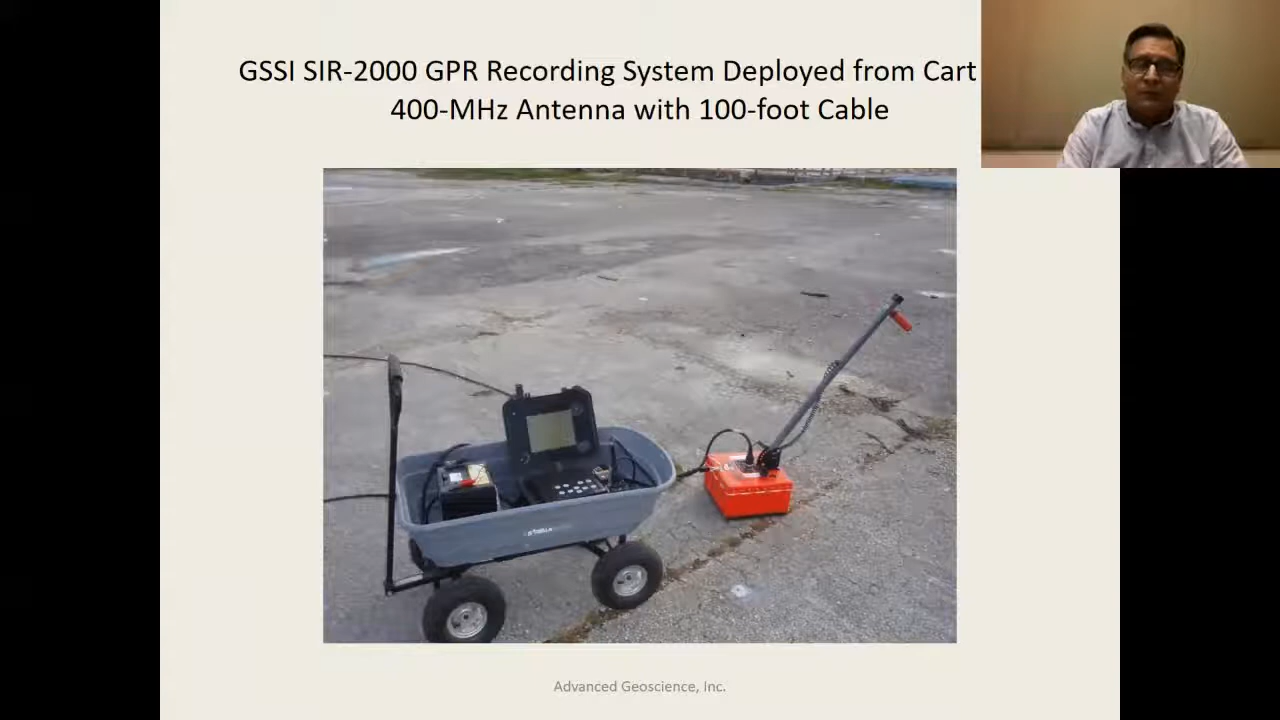 GSSI SIR-2000 GPR Recording System Deployed from Cart
400-MHz Antenna with 100-foot Cable
Advanced Geoscience, Inc.